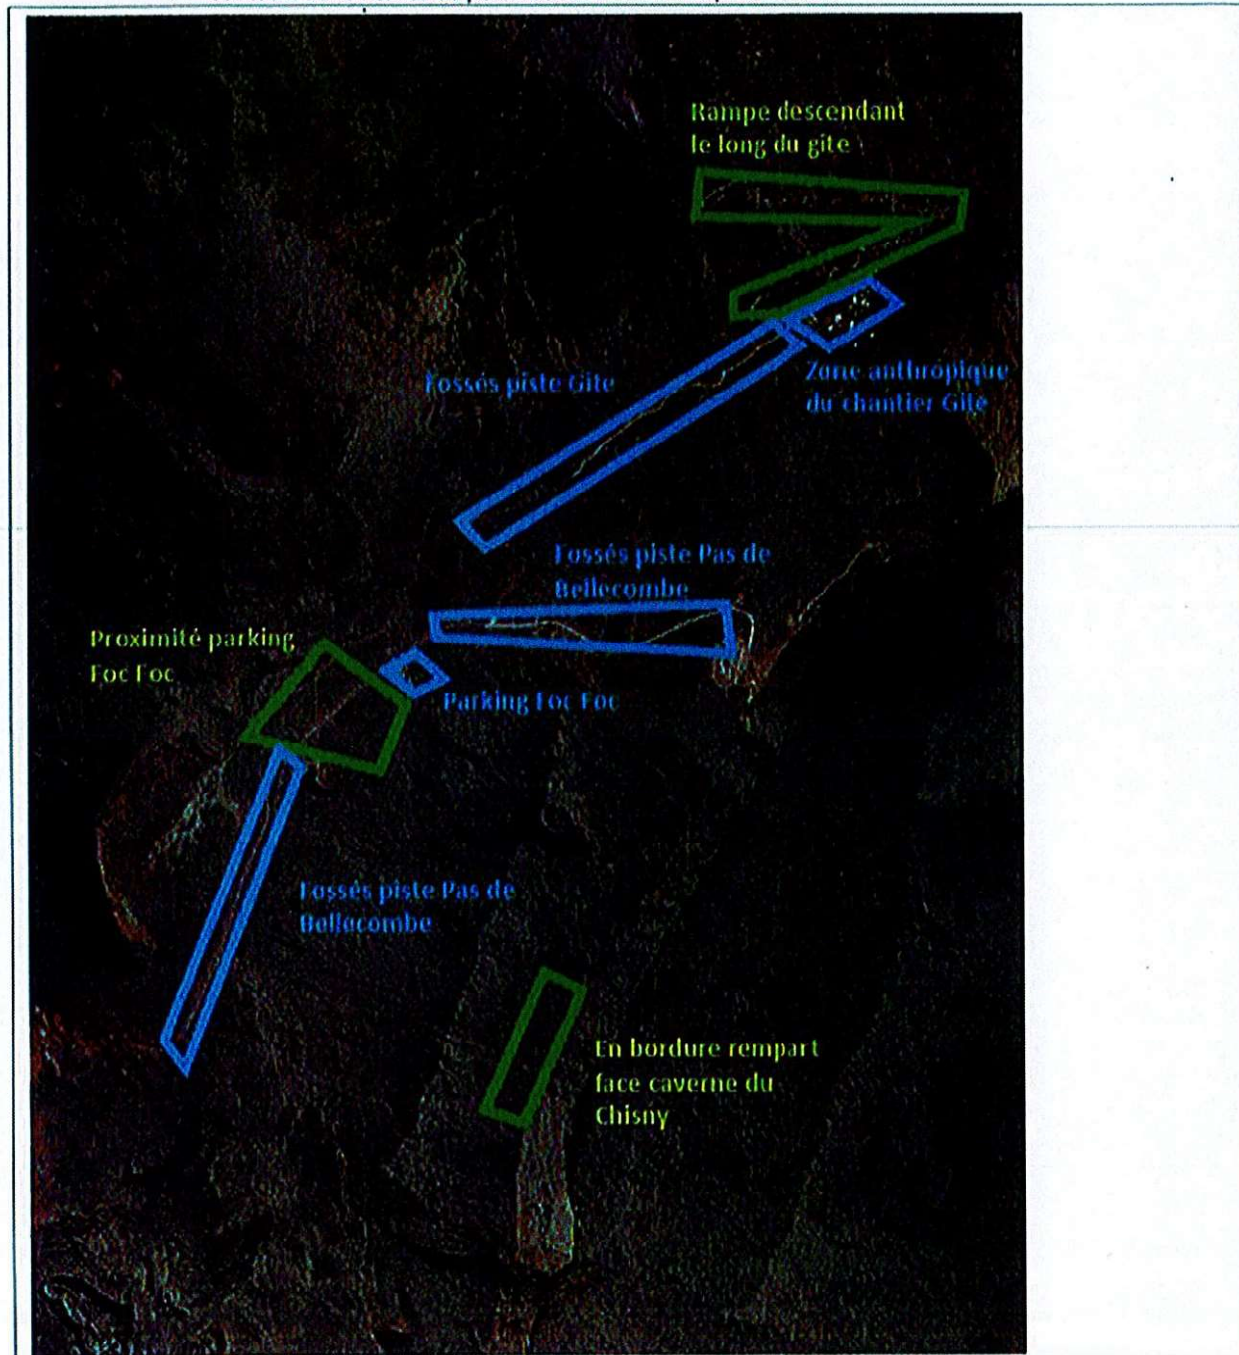 Rampe descendant
le long du gite
Fossés piste Gite
Zone anthropique
du chantier Gite
Fossés piste Pas de
Bellecombe
Proximité parking
Foc Foc
Parking Foc Foc
Fossés piste Pas de
Bellecombe
En bordure rempart
face caverne du
Chisny